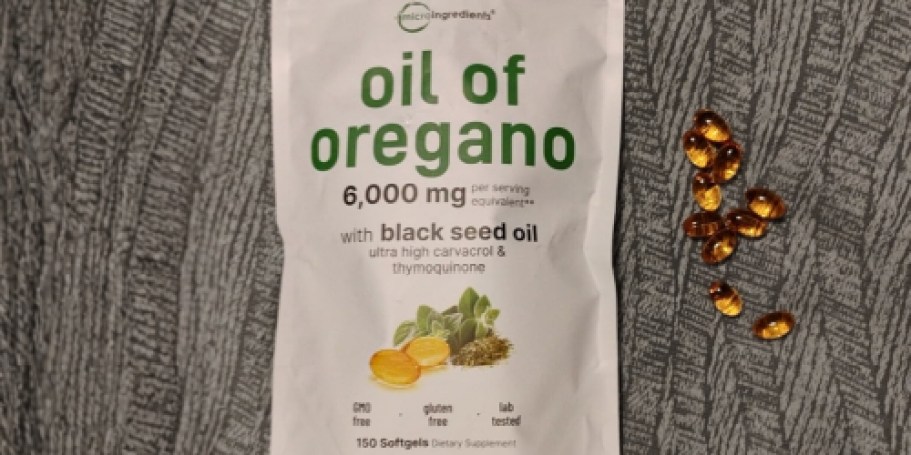 microingredients®
oil of
oregano
6,000 mg per serving
equivalent**
with black seed oil
ultra high carvacrol &
thymoquinone
GMO
free
·
gluten
free
·
lab
tested
150 Softgels Dietary Supplement